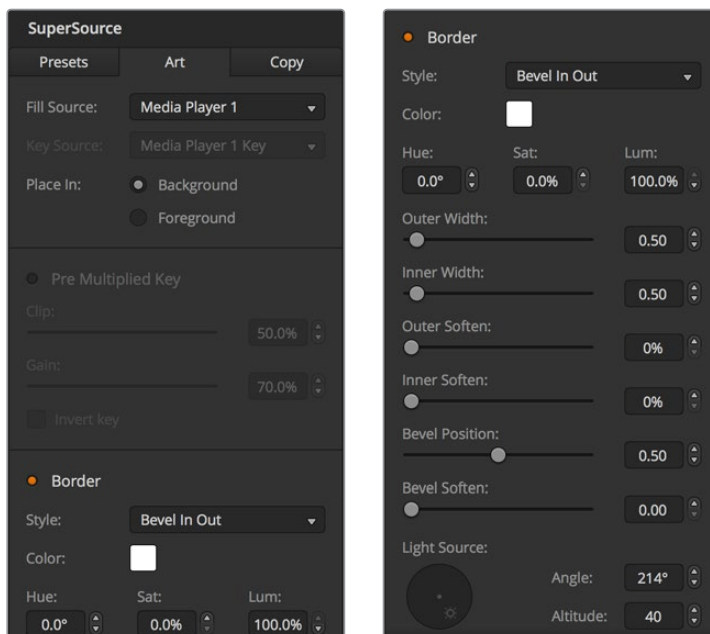 SuperSource
Presets Art Copy
Fill Source: Media Player 1
Key Source: Media Player 1 Key
Place In: Background
Foreground
Pre Multiplied Key
Clip:
50.0%
Gain:
70.0%
Invert key
Border
Style: Bevel In Out
Color:
Hue: Sat: Lum:
0.0° 0.0% 100.0%
Border
Style: Bevel In Out
Color:
Hue: Sat: Lum:
0.0° 0.0% 100.0%
Outer Width:
0.50
Inner Width:
0.50
Outer Soften:
0%
Inner Soften:
0%
Bevel Position:
0.50
Bevel Soften:
0.00
Light Source:
Angle: 214°
Altitude: 40